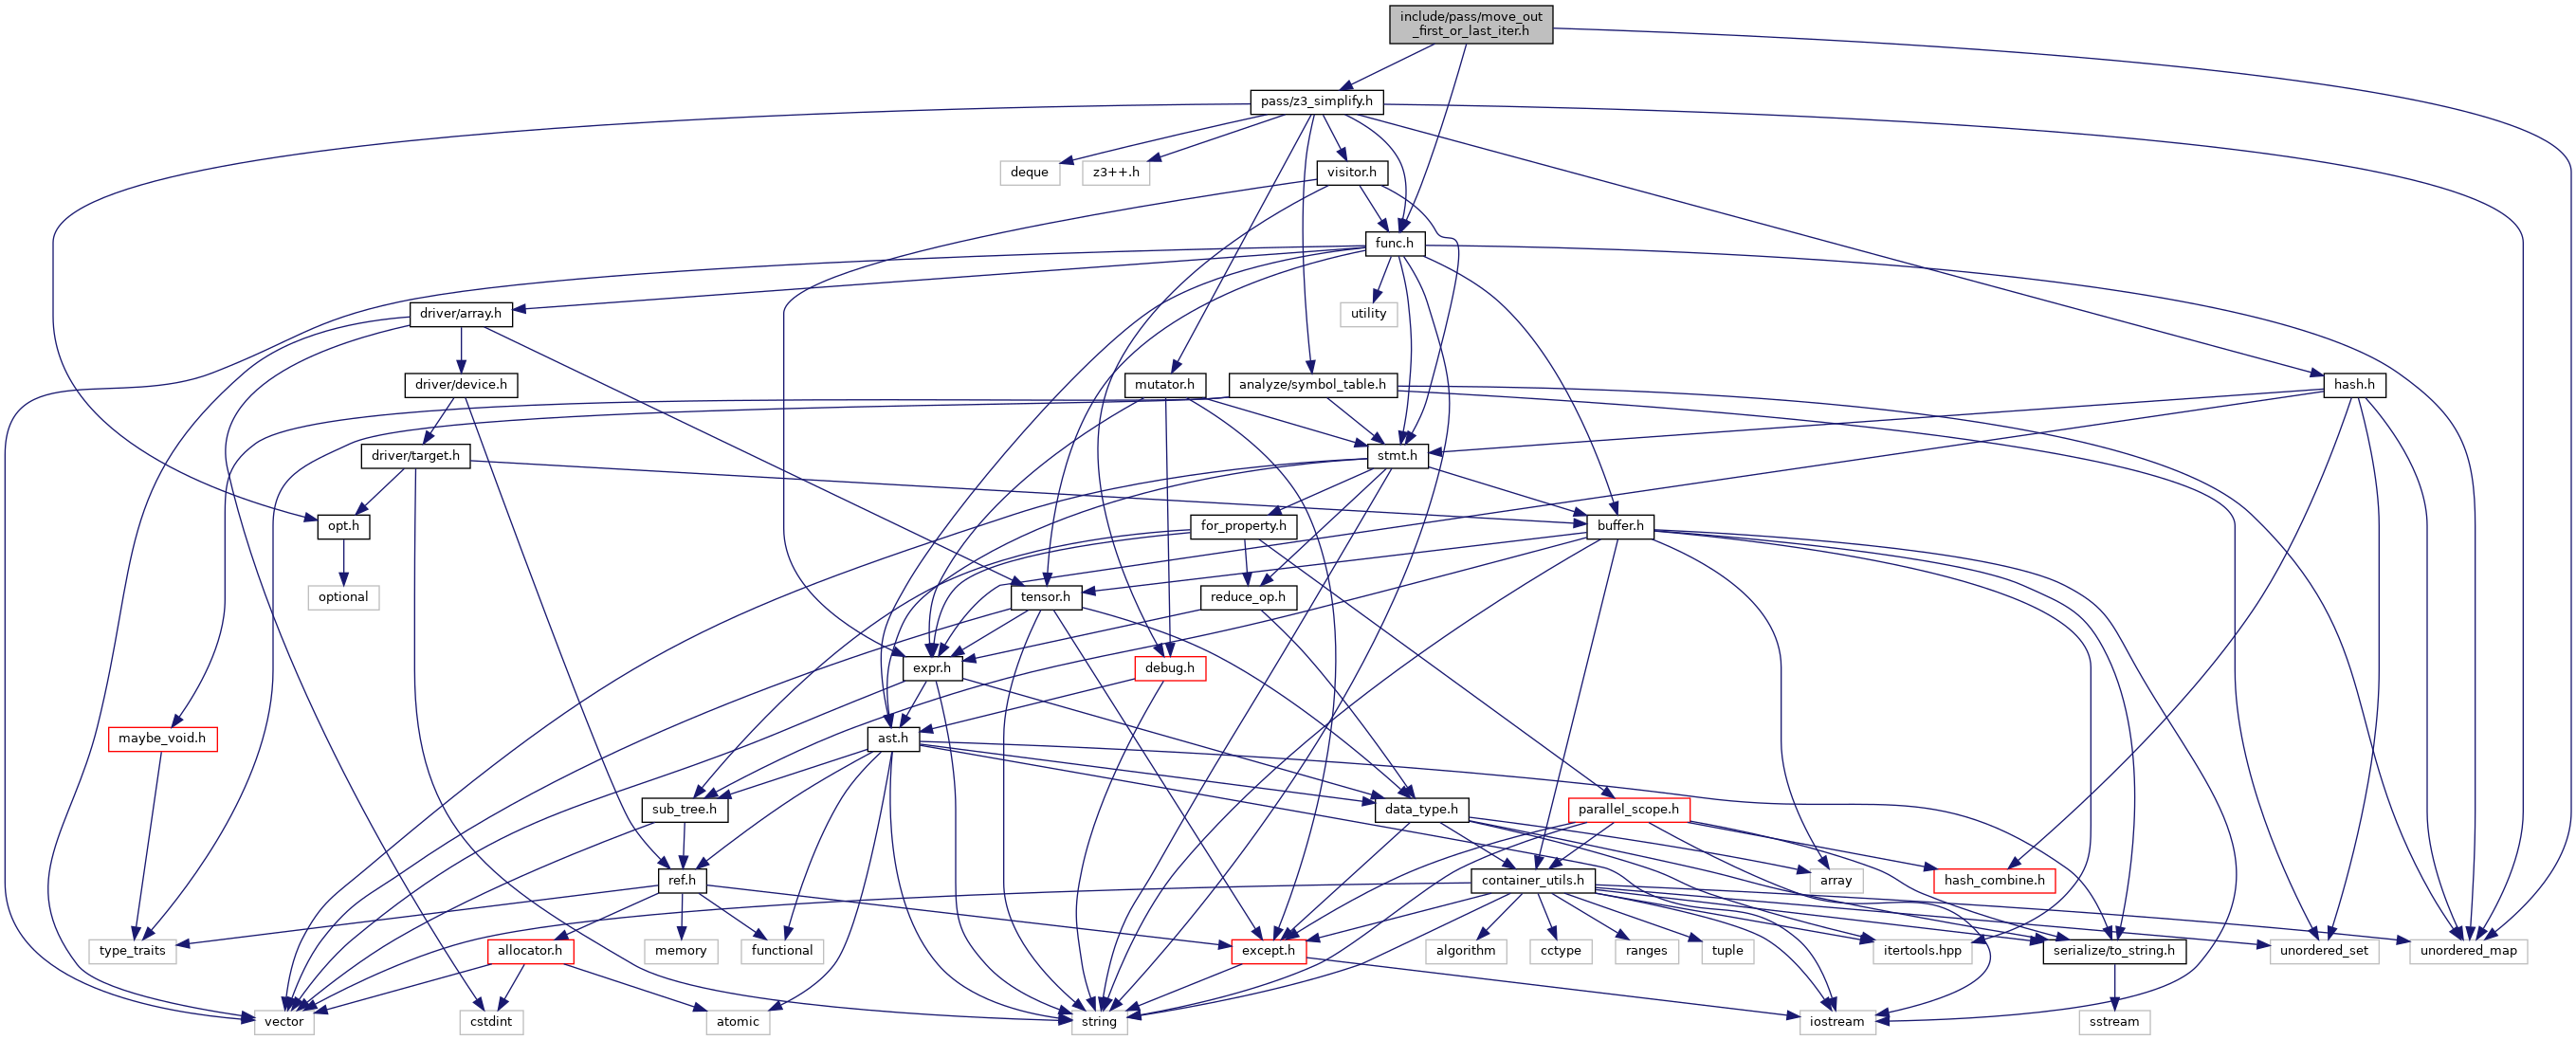 include/pass/move_out
_first_or_last_iter.h
pass/z3_simplify.h
deque
z3++.h
visitor.h
func.h
driver/array.h
utility
driver/device.h
mutator.h
analyze/symbol_table.h
hash.h
driver/target.h
stmt.h
opt.h
for_property.h
buffer.h
optional
tensor.h
reduce_op.h
expr.h
debug.h
maybe_void.h
ast.h
sub_tree.h
data_type.h
parallel_scope.h
ref.h
container_utils.h
array
hash_combine.h
type_traits
allocator.h
memory
functional
except.h
algorithm
cctype
ranges
tuple
itertools.hpp
serialize/to_string.h
unordered_set
unordered_map
vector
cstdint
atomic
string
iostream
sstream